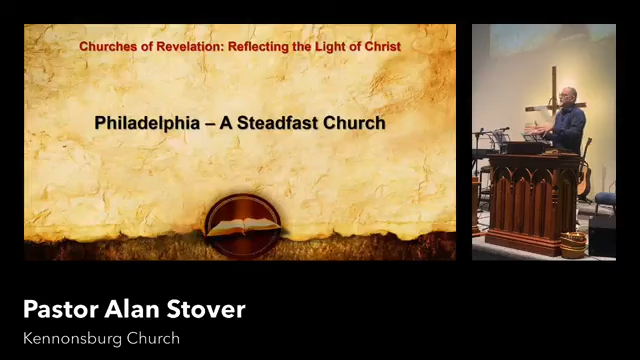 Churches of Revelation: Reflecting the Light of Christ
Philadelphia – A Steadfast Church
Pastor Alan Stover
Kennonsburg Church